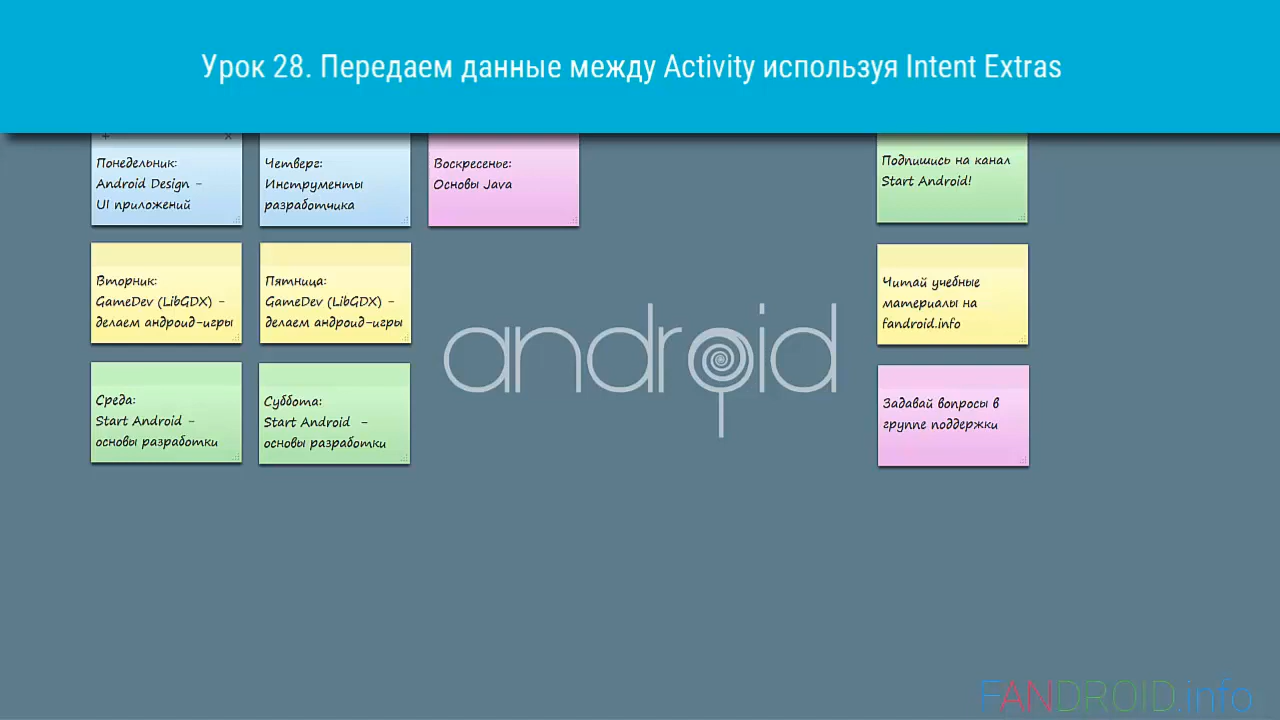 Урок 28. Передаем данные между Activity используя Intent Extras
Понедельник:
Android Design -
UI приложений
Четверг:
Инструменты
разработчика
Воскресенье:
Основы Java
Подпишись на канал
Start Android!
Вторник:
GameDev (LibGDX) -
делаем андроид-игры
Пятница:
GameDev (LibGDX) -
делаем андроид-игры
Читай учебные
материалы на
fandroid.info
android
Среда:
Start Android -
основы разработки
Суббота:
Start Android -
основы разработки
Задавай вопросы в
группе поддержки
FANDROID.info